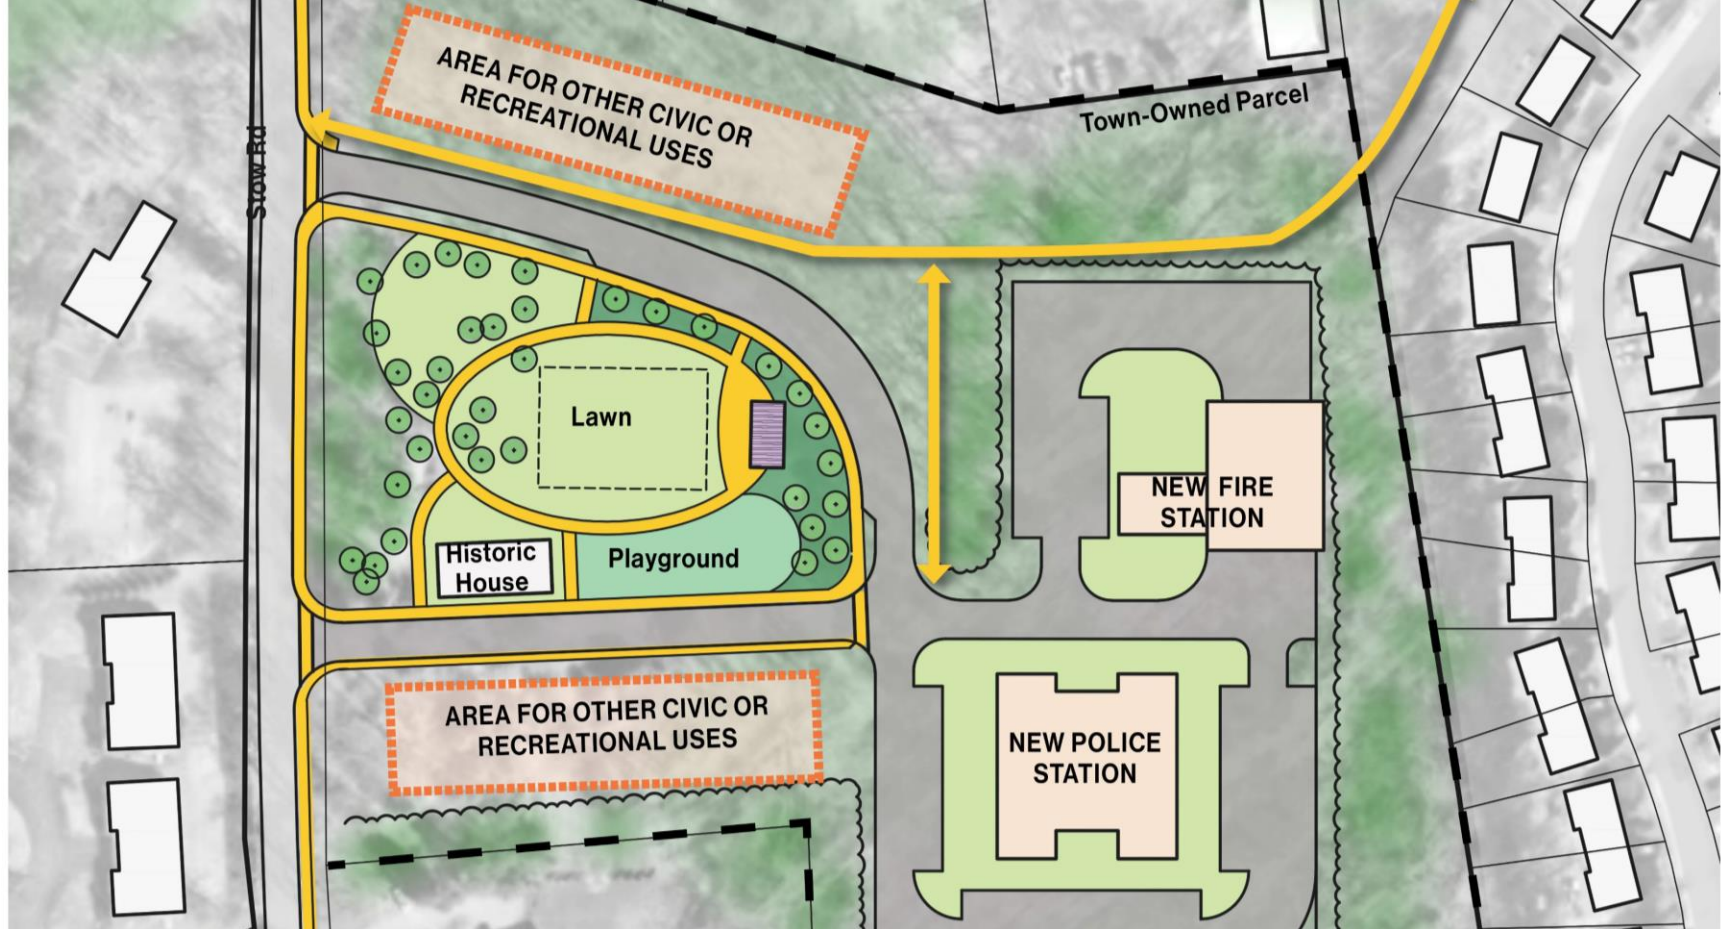 AREA FOR OTHER CIVIC OR
RECREATIONAL USES
Town-Owned Parcel
Stow Rd
Lawn
NEW FIRE
STATION
Historic
House
Playground
AREA FOR OTHER CIVIC OR
RECREATIONAL USES
NEW POLICE
STATION